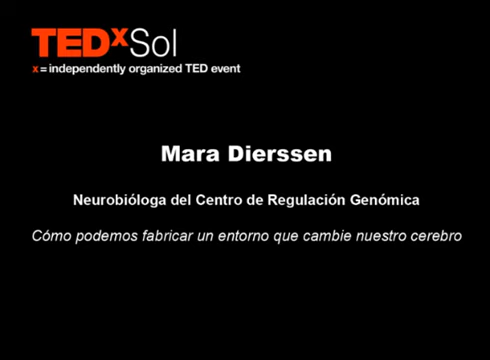 TEDxSol
x=independently organized TED event
Mara Dierssen
Neurobióloga del Centro de Regulación Genómica
Cómo podemos fabricar un entorno que cambie nuestro cerebro